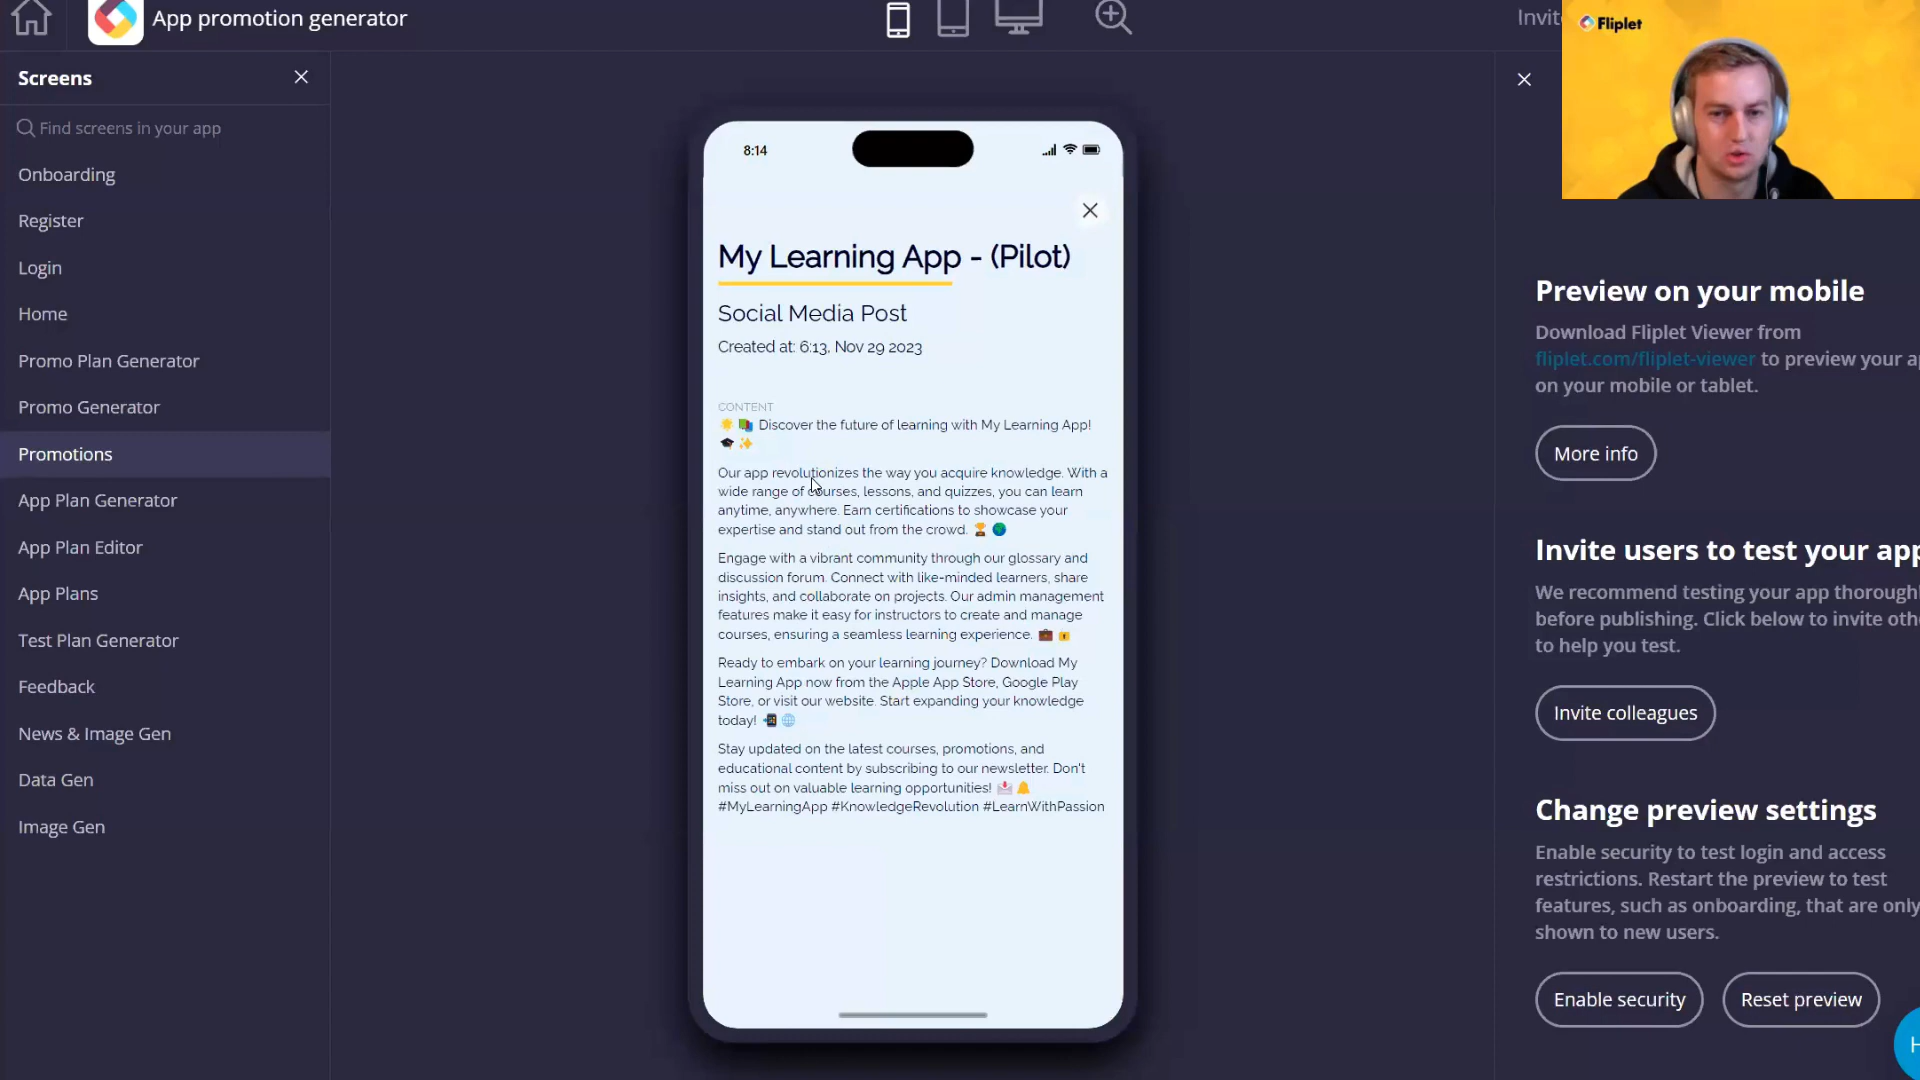 App promotion generator
Fliplet
Screens
Find screens in your app
Onboarding
Register
Login
Home
Promo Plan Generator
Promo Generator
Promotions
App Plan Generator
App Plan Editor
App Plans
Test Plan Generator
Feedback
News & Image Gen
Data Gen
Image Gen
8:14
My Learning App - (Pilot)
Social Media Post
Created at: 6:13, Nov 29 2023
CONTENT
🌟 📚 Discover the future of learning with My Learning App!
🎓 ✨
Our app revolutionizes the way you acquire knowledge. With a
wide range of courses, lessons, and quizzes, you can learn
anytime, anywhere. Earn certifications to showcase your
expertise and stand out from the crowd. 🏆 🌍
Engage with a vibrant community through our glossary and
discussion forum. Connect with like-minded learners, share
insights, and collaborate on projects. Our admin management
features make it easy for instructors to create and manage
courses, ensuring a seamless learning experience. 💼 🔒
Ready to embark on your learning journey? Download My
Learning App now from the Apple App Store, Google Play
Store, or visit our website. Start expanding your knowledge
today! 📲 🌐
Stay updated on the latest courses, promotions, and
educational content by subscribing to our newsletter. Don't
miss out on valuable learning opportunities! 📩 🔔
#MyLearningApp #KnowledgeRevolution #LearnWithPassion
Preview on your mobile
Download Fliplet Viewer from
fliplet.com/fliplet-viewer to preview your
on your mobile or tablet.
More info
Invite users to test your app
We recommend testing your app
before publishing. Click below to invite
to help you test.
Invite colleagues
Change preview settings
Enable security to test login and access
restrictions. Restart the preview to test
features, such as onboarding, that are only
shown to new users.
Enable security
Reset preview